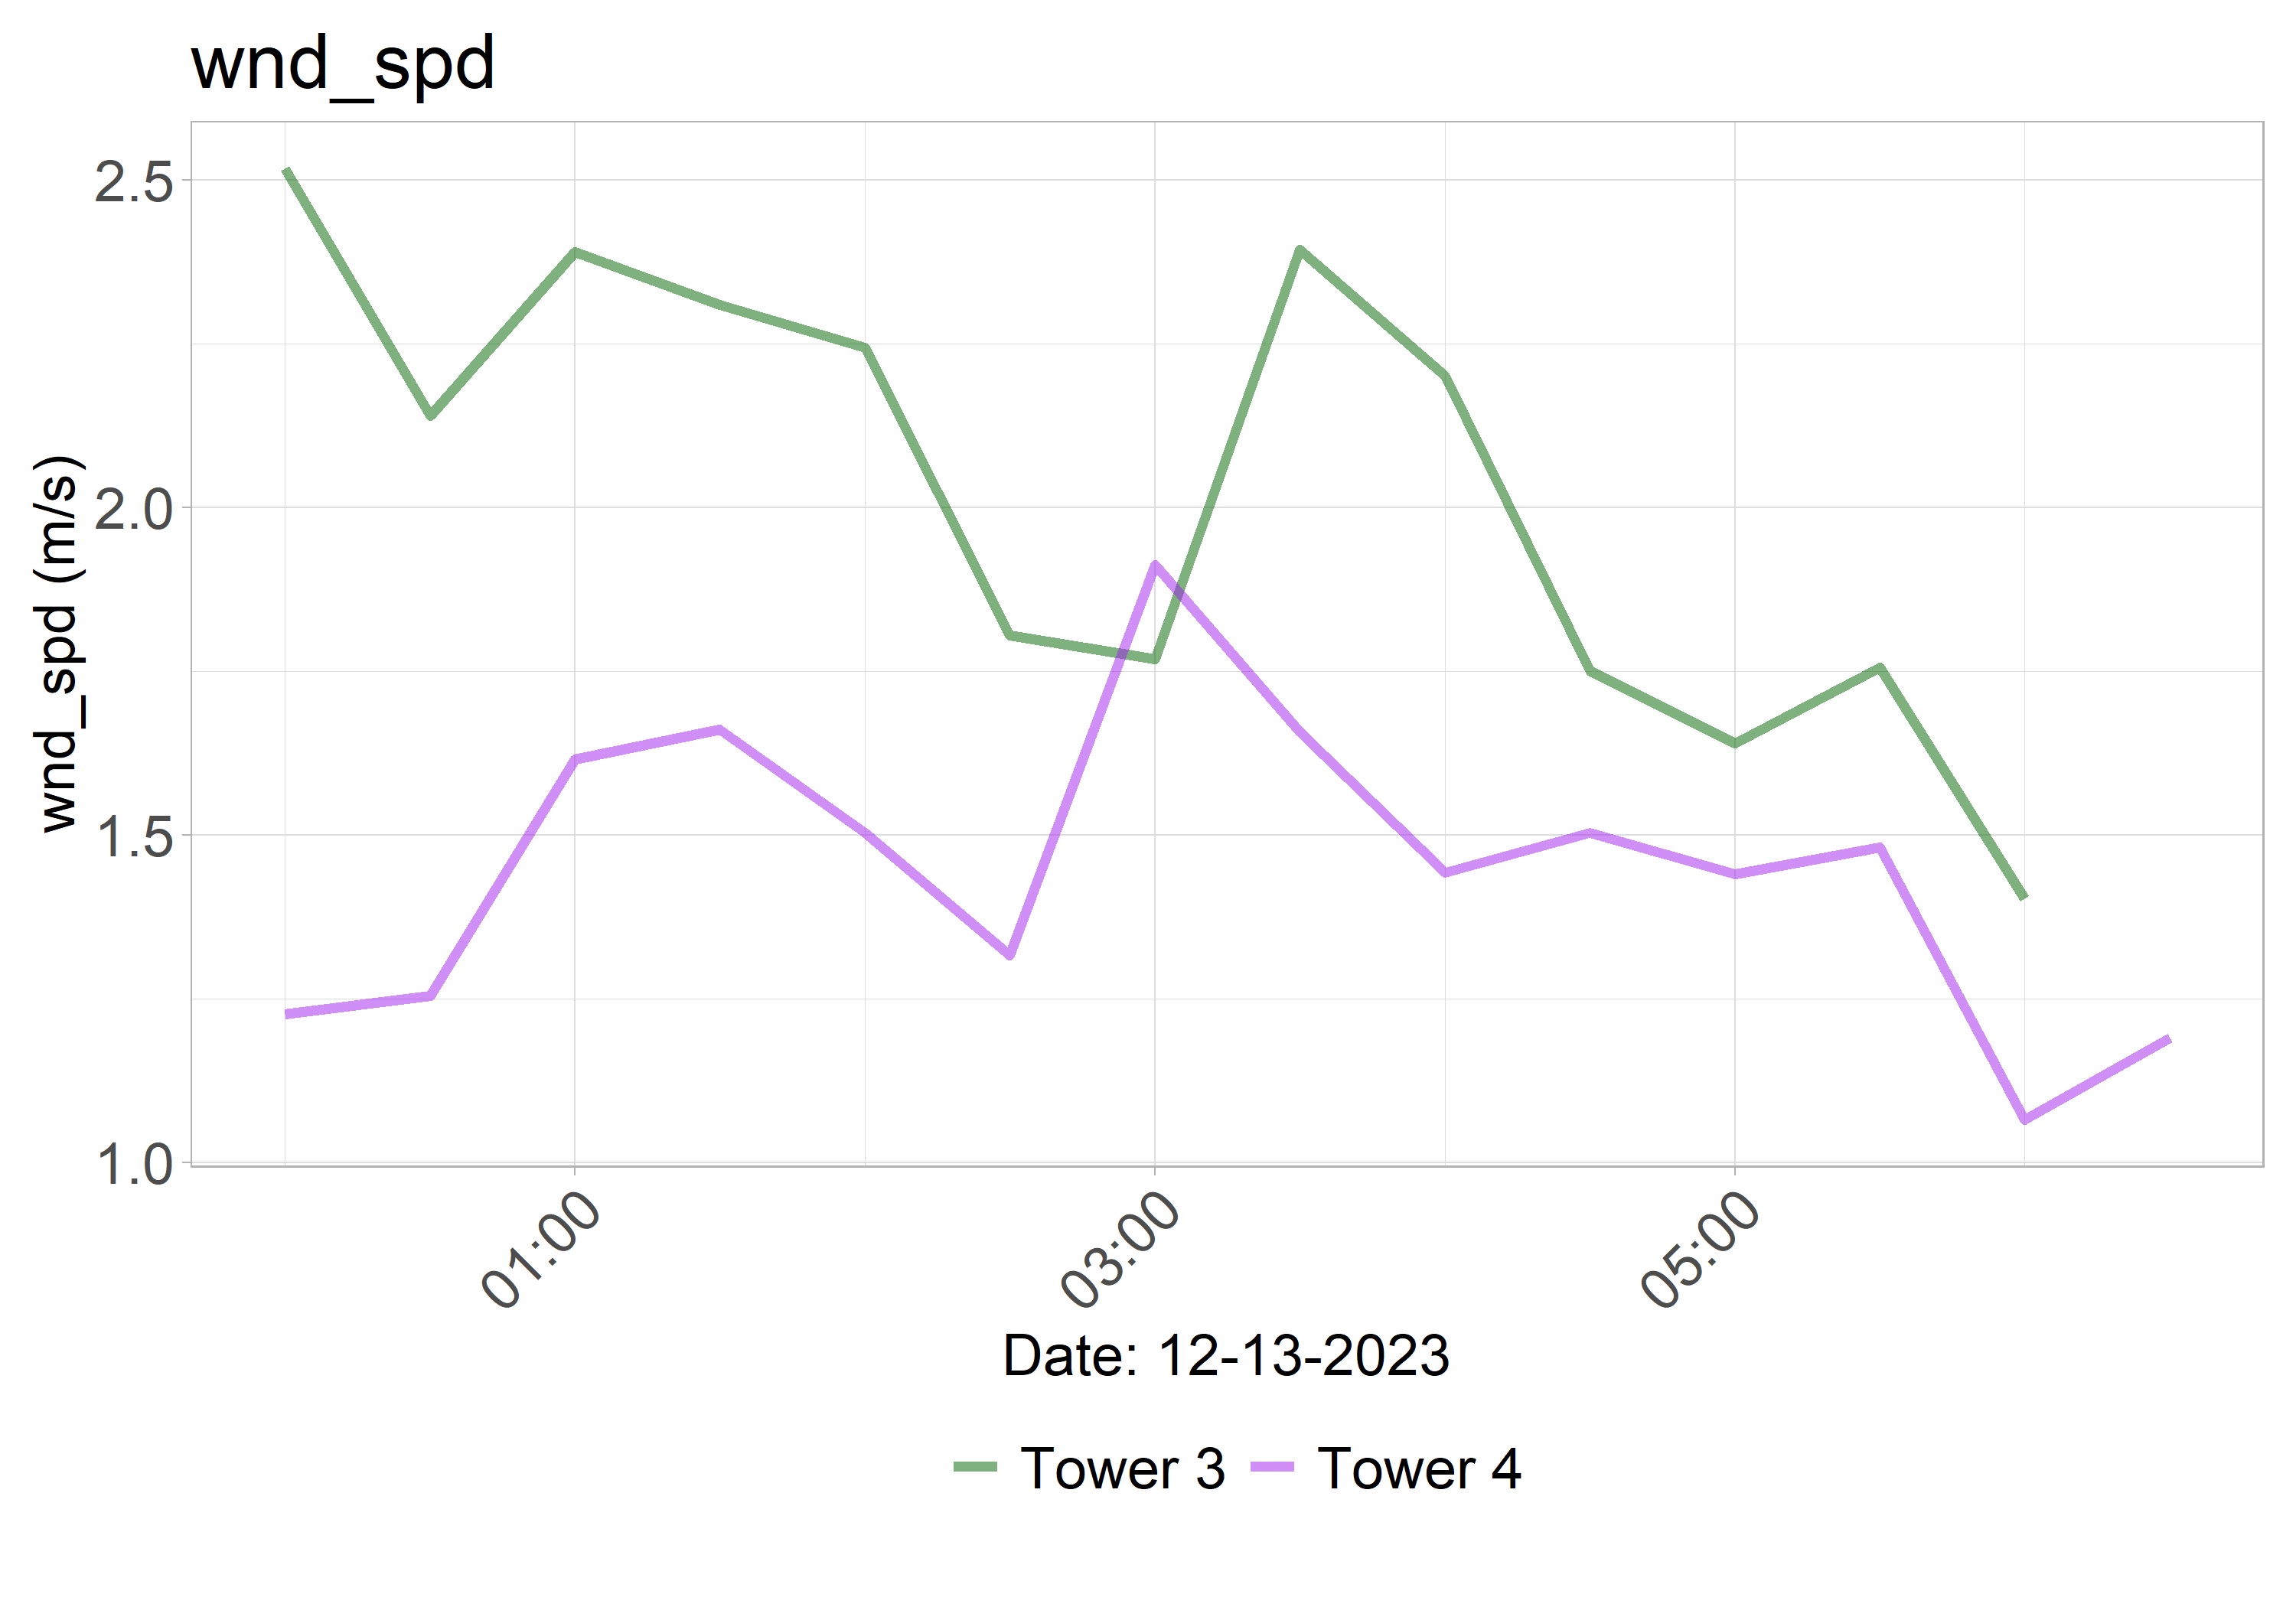 wnd_spd
wnd_spd (m/s)
2.5
2.0
1.5
1.0
01:00
03:00
05:00
Date: 12-13-2023
Tower 3
Tower 4